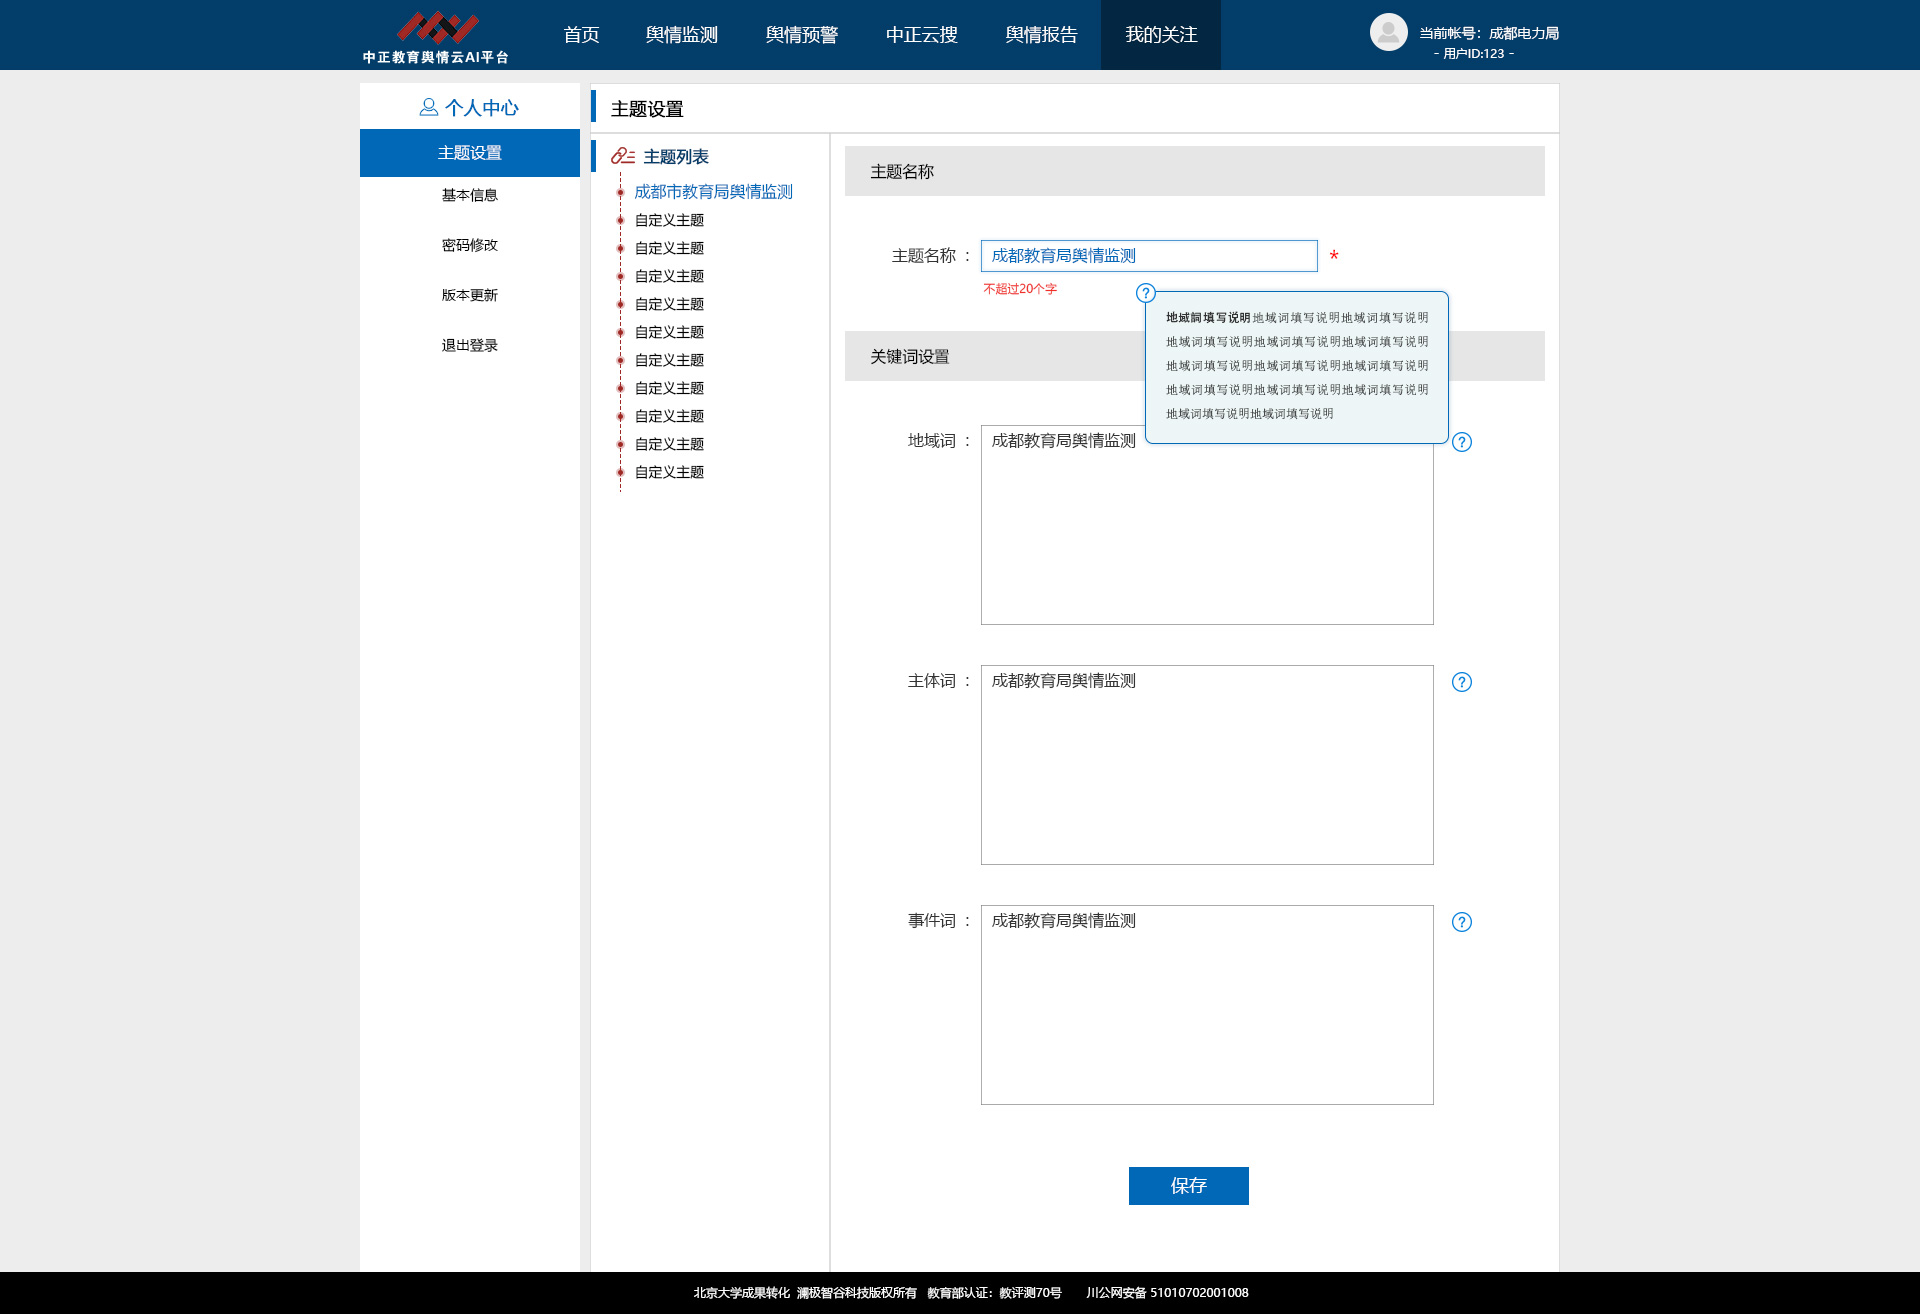 中正教育舆情云AI平台
首页 舆情监测 舆情预警 中正云搜 舆情报告 我的关注
当前帐号：成都电力局
- 用户ID:123 -
个人中心
主题设置
基本信息
密码修改
版本更新
退出登录
主题设置
主题列表
成都市教育局舆情监测
自定义主题
自定义主题
自定义主题
自定义主题
自定义主题
自定义主题
自定义主题
自定义主题
自定义主题
自定义主题
主题名称
主题名称 ： 成都教育局舆情监测 *
不超过20个字
?
地域詞填写说明地域词填写说明地域词填写说明
地域词填写说明地域词填写说明地域词填写说明
地域词填写说明地域词填写说明地域词填写说明
地域词填写说明地域词填写说明地域词填写说明
地域词填写说明地域词填写说明
关键词设置
地域词 ： 成都教育局舆情监测 ?
主体词 ： 成都教育局舆情监测 ?
事件词 ： 成都教育局舆情监测 ?
保存
北京大学成果转化 澜极智谷科技版权所有 教育部认证：教评测70号 川公网安备 51010702001008